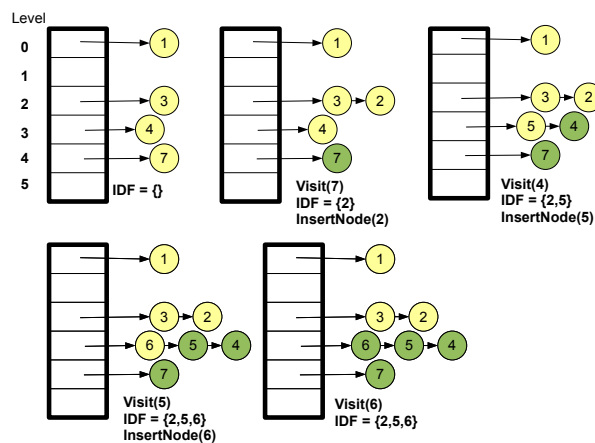 Level
0
1
2
3
4
5
1
3
4
7
IDF = {}
1
3 2
4
7
Visit(7)
IDF = {2}
InsertNode(2)
1
3 2
5 4
7
Visit(4)
IDF = {2,5}
InsertNode(5)
1
3 2
6 5 4
7
Visit(5)
IDF = {2,5,6}
InsertNode(6)
1
3 2
6 5 4
7
Visit(6)
IDF = {2,5,6}